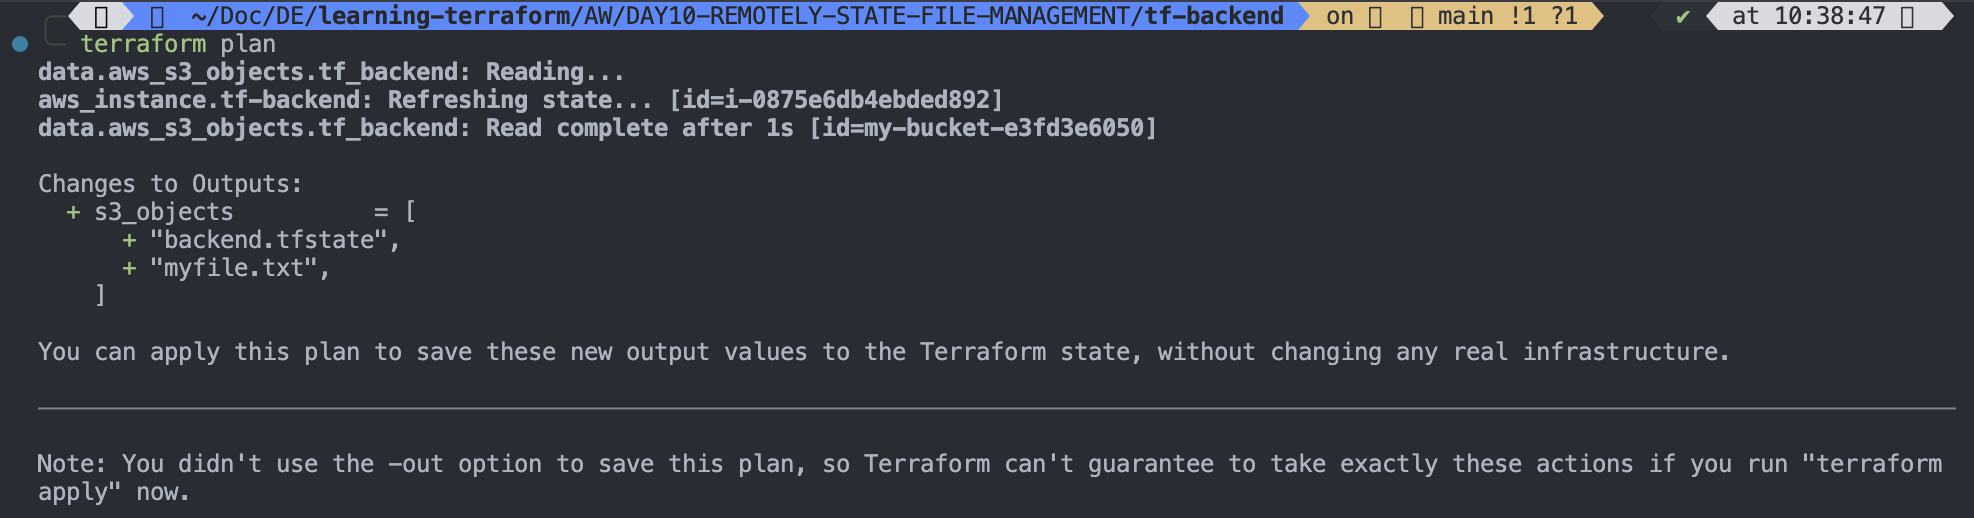 ~/Doc/DE/learning-terraform/AW/DAY10-REMOTELY-STATE-FILE-MANAGEMENT/tf-backend on main !1 ?1 ✔ at 10:38:47
terraform plan
data.aws_s3_objects.tf_backend: Reading...
aws_instance.tf-backend: Refreshing state... [id=i-0875e6db4ebded892]
data.aws_s3_objects.tf_backend: Read complete after 1s [id=my-bucket-e3fd3e6050]
Changes to Outputs:
+ s3_objects = [
+ "backend.tfstate",
+ "myfile.txt",
]
You can apply this plan to save these new output values to the Terraform state, without changing any real infrastructure.
Note: You didn't use the -out option to save this plan, so Terraform can't guarantee to take exactly these actions if you run "terraform
apply" now.